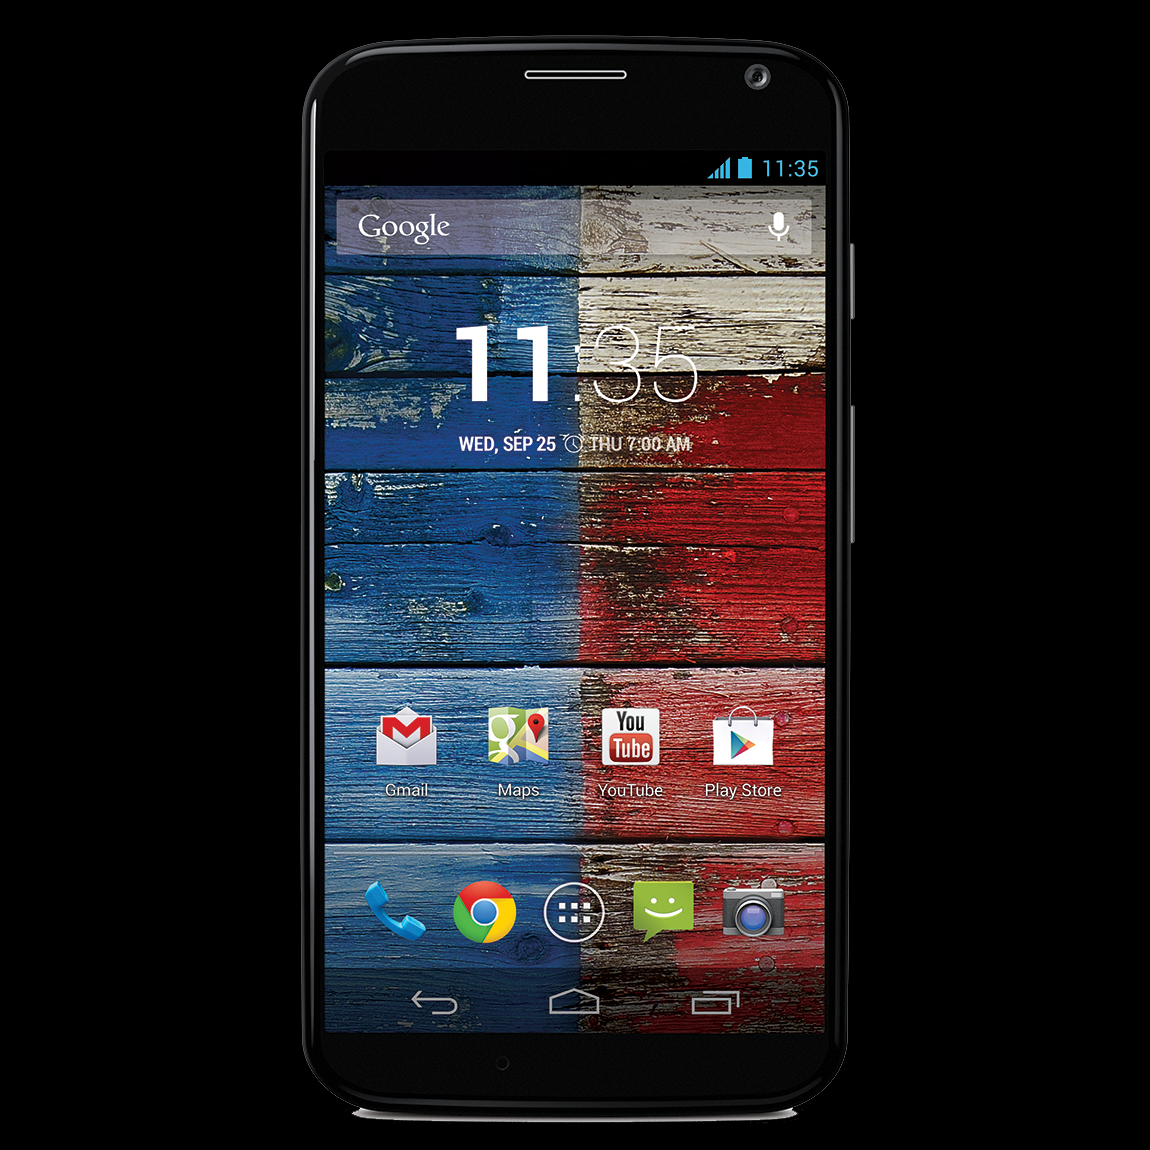 11:35
Google
11:35
WED, SEP 25 THU 7:00 AM
You
Tube
Gmail Maps YouTube Play Store